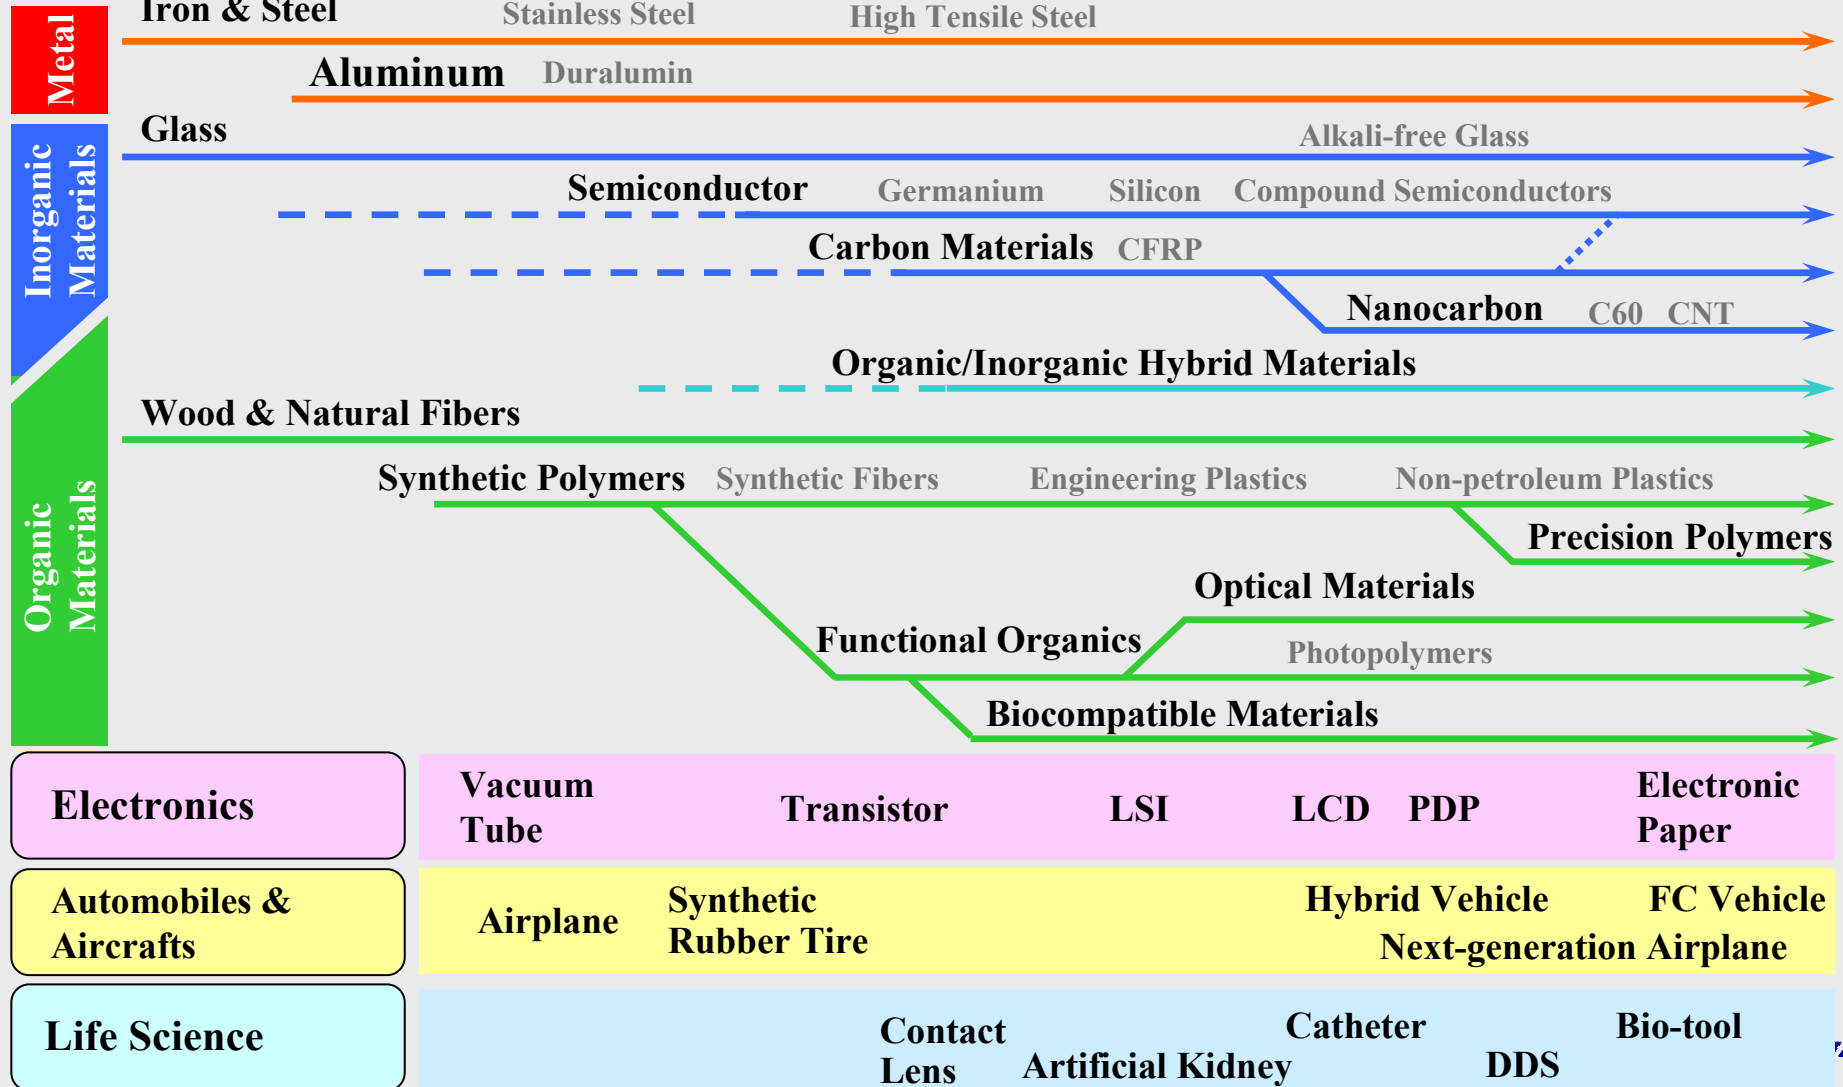 Iron & Steel Stainless Steel High Tensile Steel
Metal
Aluminum Duralumin
Glass Alkali-free Glass
Inorganic
Materials
Semiconductor Germanium Silicon Compound Semiconductors
Carbon Materials CFRP
Nanocarbon C60 CNT
Organic/Inorganic Hybrid Materials
Wood & Natural Fibers
Organic
Materials
Synthetic Polymers Synthetic Fibers Engineering Plastics Non-petroleum Plastics
Precision Polymers
Optical Materials
Functional Organics Photopolymers
Biocompatible Materials
Electronics
Vacuum
Tube
Transistor
LSI
LCD PDP
Electronic
Paper
Automobiles &
Aircrafts
Airplane
Synthetic
Rubber Tire
Hybrid Vehicle FC Vehicle
Next-generation Airplane
Life Science
Contact
Lens
Artificial Kidney
Catheter
DDS
Bio-tool